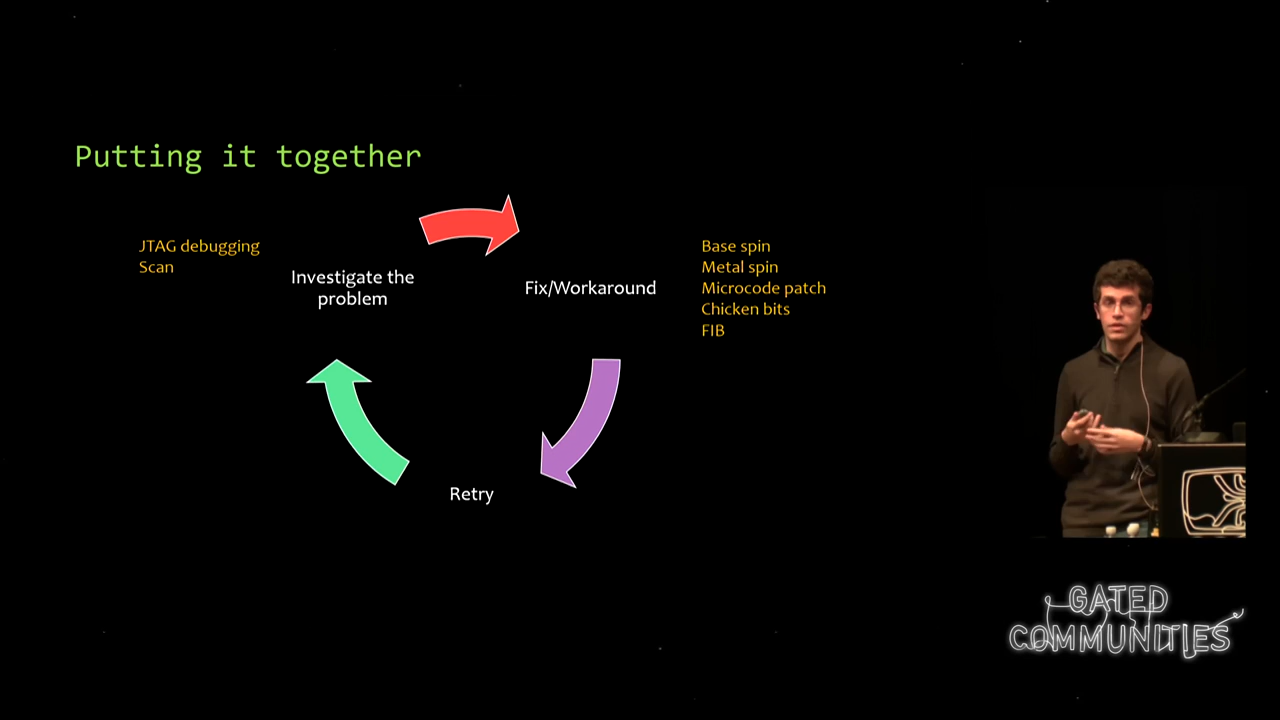 Putting it together
JTAG debugging
Scan
Investigate the
problem
Fix/Workaround
Base spin
Metal spin
Microcode patch
Chicken bits
FIB
Retry
GATED
COMMUNITIES